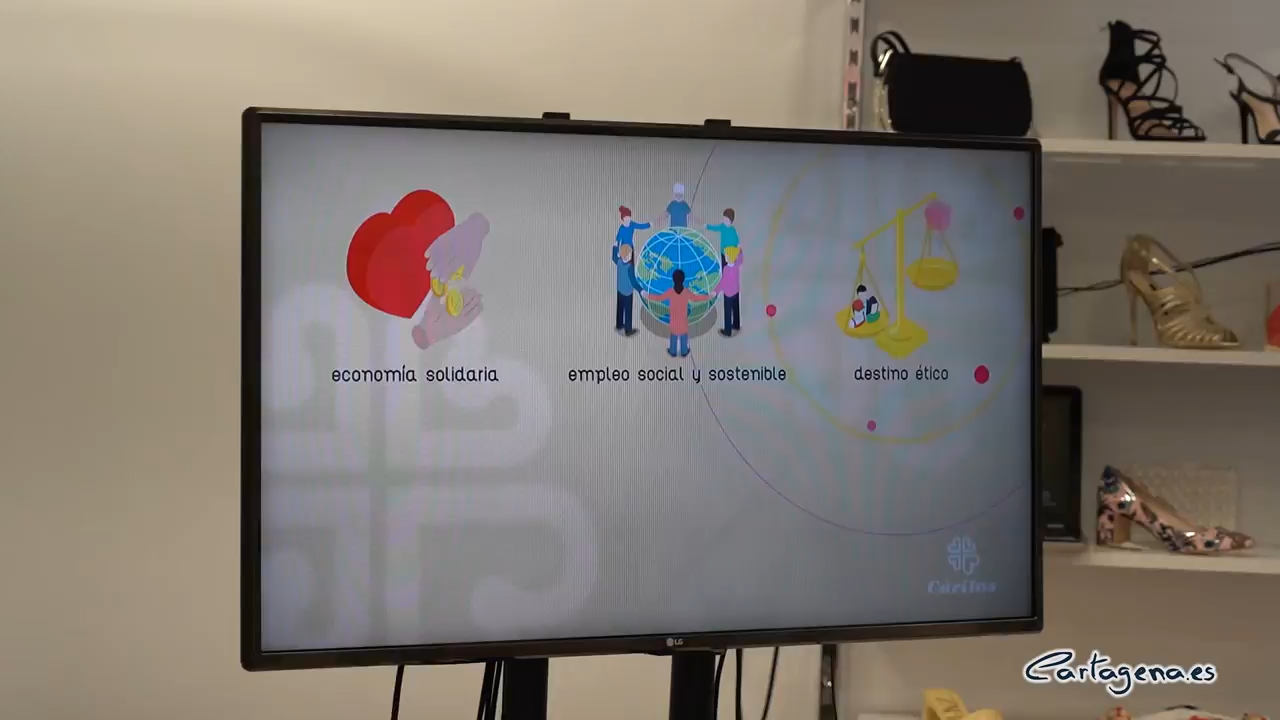 economía solidaria
empleo social y sostenible
destino ético
Cáritas
LG
Cartagena.es